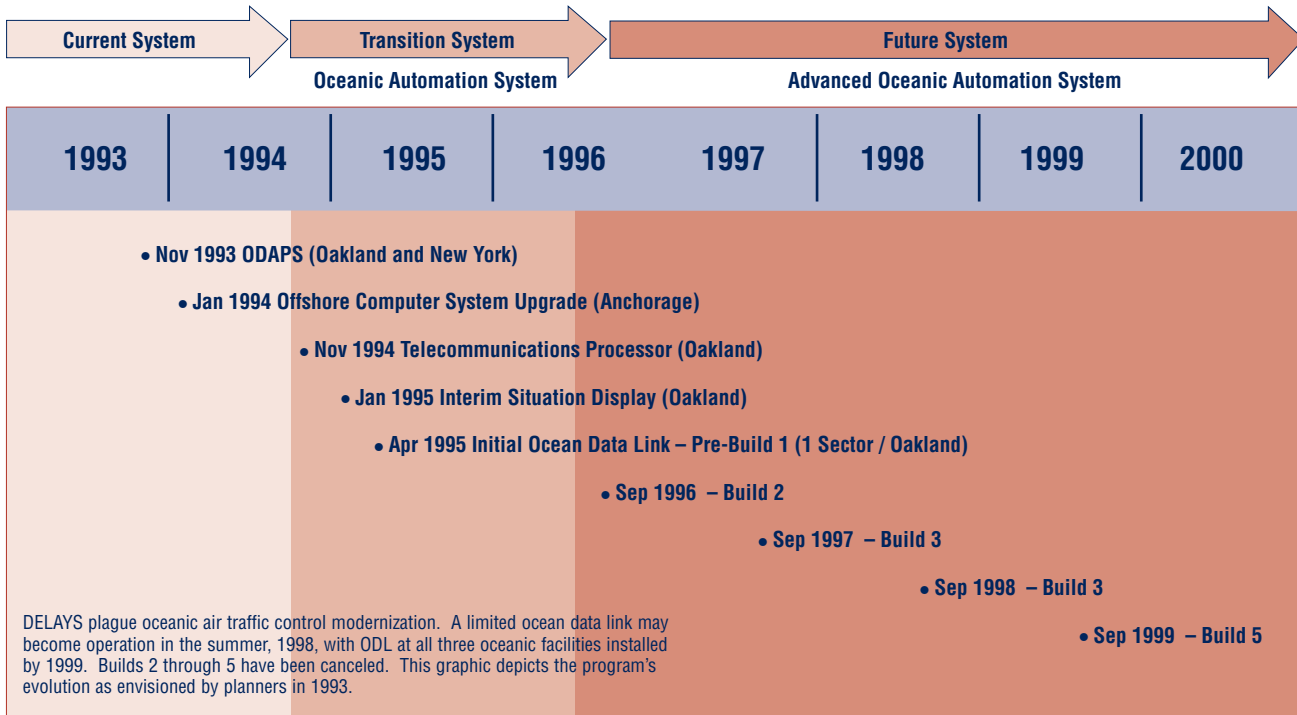 Current System
Transition System
Future System
Oceanic Automation System
Advanced Oceanic Automation System
1993
1994
1995
1996
1997
1998
1999
2000
• Nov 1993 ODAPS (Oakland and New York)
• Jan 1994 Offshore Computer System Upgrade (Anchorage)
• Nov 1994 Telecommunications Processor (Oakland)
• Jan 1995 Interim Situation Display (Oakland)
• Apr 1995 Initial Ocean Data Link – Pre-Build 1 (1 Sector / Oakland)
• Sep 1996 – Build 2
• Sep 1997 – Build 3
• Sep 1998 – Build 3
• Sep 1999 – Build 5
DELAYS plague oceanic air traffic control modernization. A limited ocean data link may
become operation in the summer, 1998, with ODL at all three oceanic facilities installed
by 1999. Builds 2 through 5 have been canceled. This graphic depicts the program's
evolution as envisioned by planners in 1993.